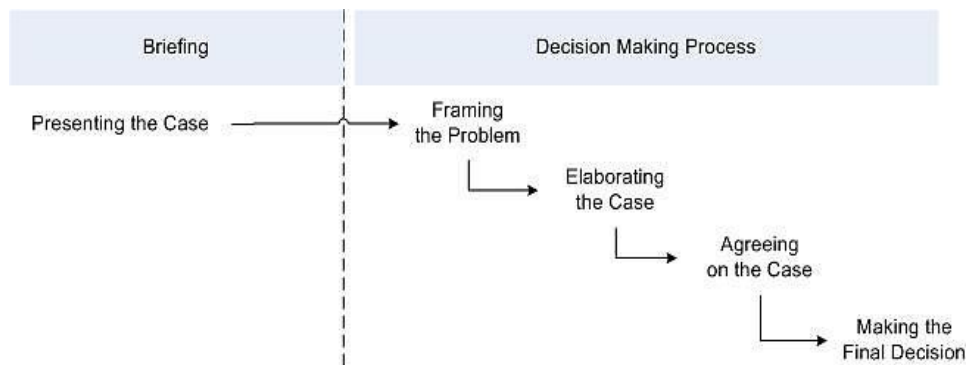 Briefing
Decision Making Process
Presenting the Case
Framing
the Problem
Elaborating
the Case
Agreeing
on the Case
Making the
Final Decision